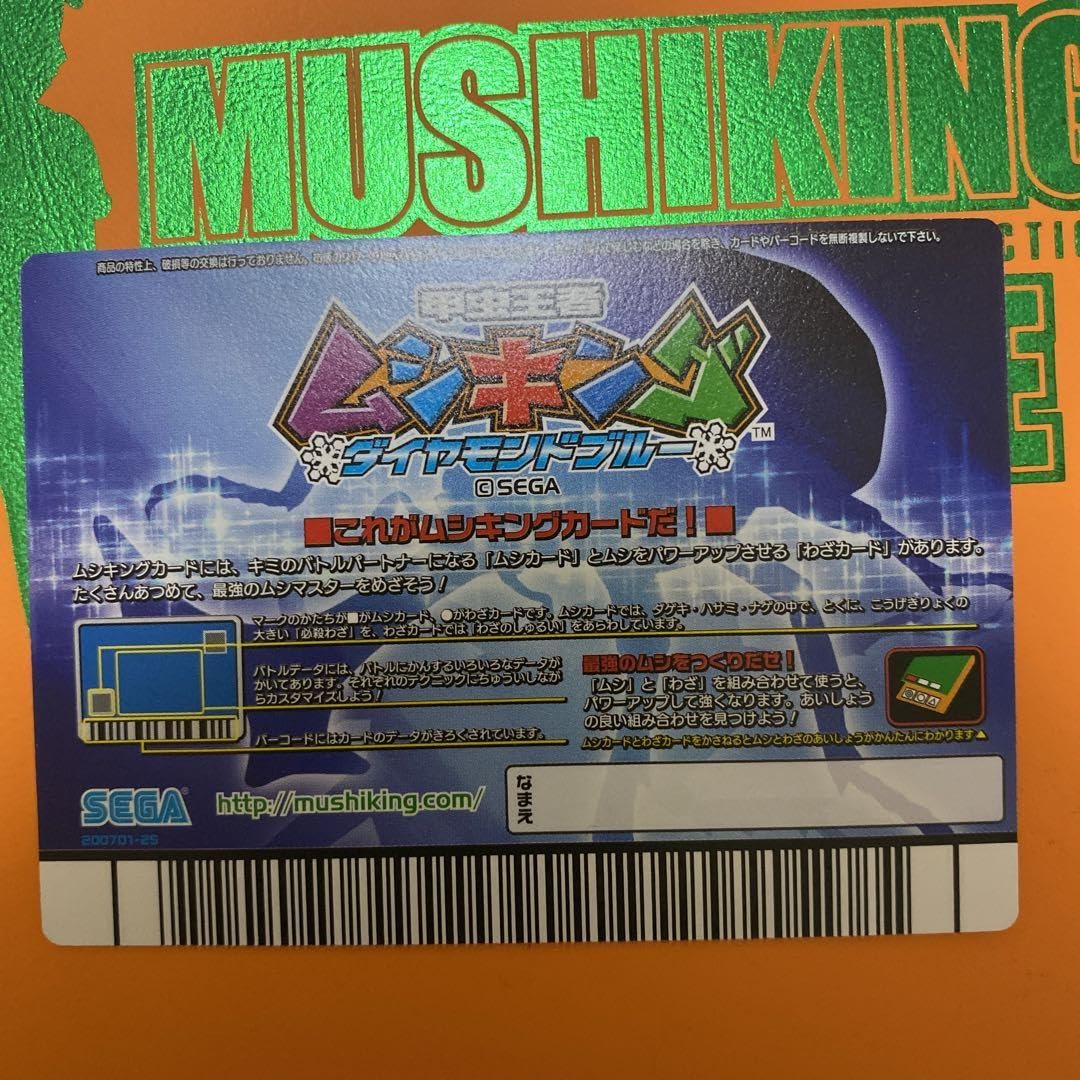 MUSHIKING
CTIO
E
商品の特性上、破損等の交換は行っておりません。 などの場合を除き、カードやバーコードを無断複製しないで下さい。
甲虫王者
ムシキング
ダイヤモンドブルー
TM
©SEGA
■これがムシキングカードだ!■
ムシキングカードには、キミのバトルパートナーになる「ムシカード」とムシをパワーアップさせる「わざカード」があります。
たくさんあつめて、最強のムシマスターをめざそう!
マークのかたちが■がムシカード、●がわざカードです。ムシカードでは、ダゲキ・ハサミ・ナゲの中で、とくに、こうげきりょくの
大きい「必殺わざ」を、わざカードでは「わざのしゅるい」をあらわしています。
バトルデータには、バトルにかんするいろいろなデータが
かいてあります。それぞれのテクニックにちゅういしなが
らカスタマイズしよう!
バーコードにはカードのデータがきろくされています。
最強のムシをつくりだせ!
「ムシ」と「わざ」を組み合わせて使うと、
パワーアップして強くなります。あいしょう
の良い組み合わせを見つけよう!
ムシカードとわざカードをかさねるとムシとわざのあいしょうがかんたんにわかります▲
SEGA®
http://mushiking.com/
なまえ
200701-25